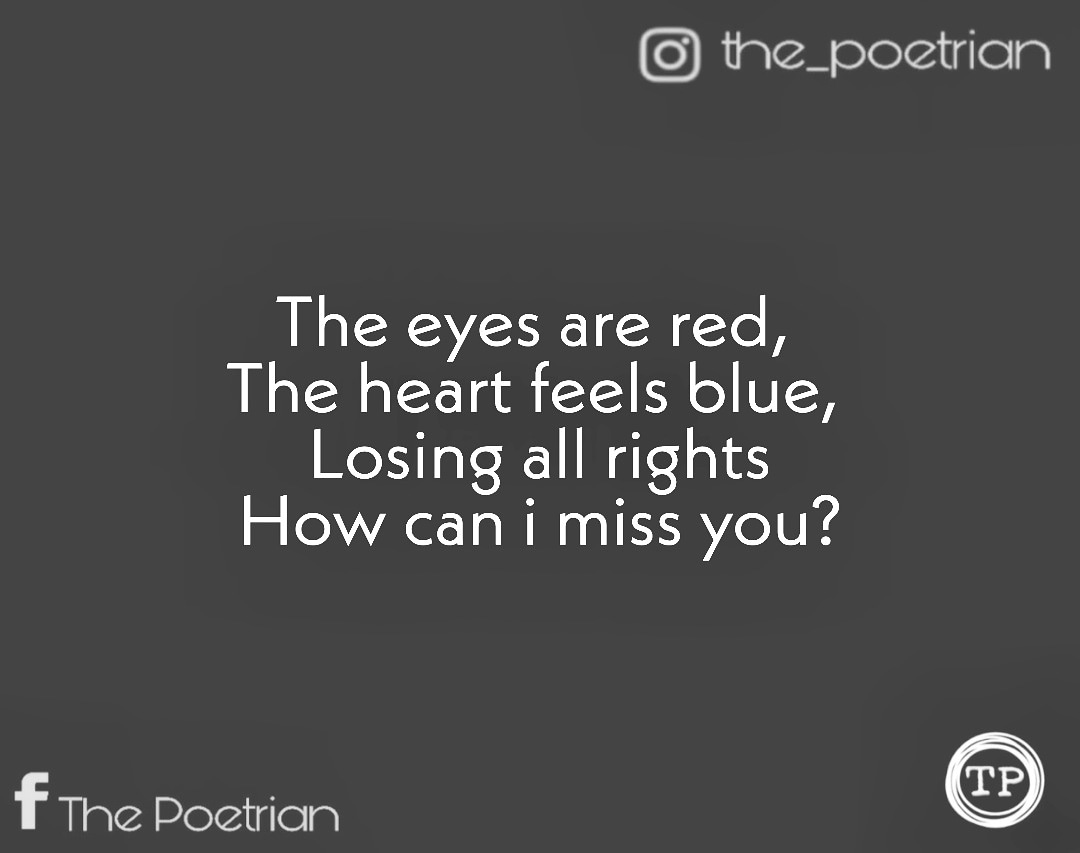 the_poetrian
The eyes are red,
The heart feels blue,
Losing all rights
How can i miss you?
f The Poetrian
TP